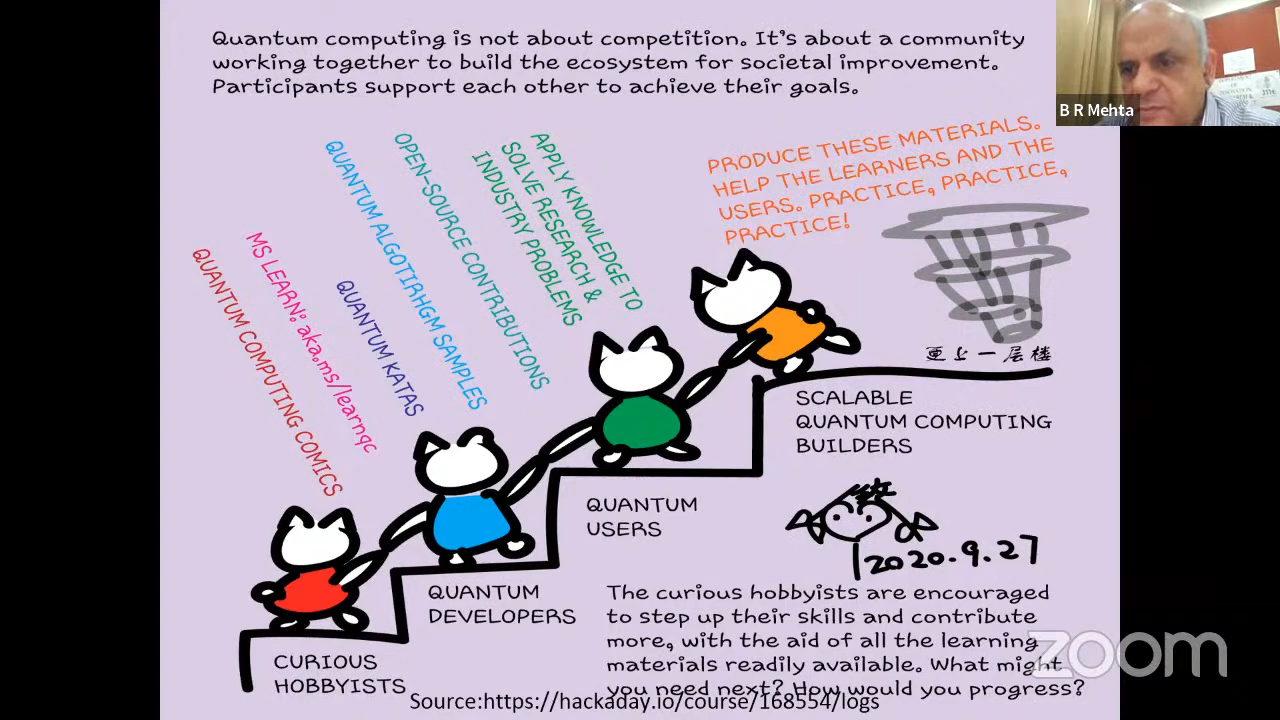 Quantum computing is not about competition. It's about a community
working together to build the ecosystem for societal improvement.
Participants support each other to achieve their goals.
B R Mehta
QUANTUM COMPUTING COMICS
MS LEARN: aka.ms/learnqc
QUANTUM KATAS
QUANTUM ALGOTIRHGM SAMPLES
OPEN-SOURCE CONTRIBUTIONS
APPLY KNOWLEDGE TO
SOLVE RESEARCH &
INDUSTRY PROBLEMS
PRODUCE THESE MATERIALS.
HELP THE LEARNERS AND THE
USERS. PRACTICE, PRACTICE,
PRACTICE!
更上一层楼
SCALABLE
QUANTUM COMPUTING
BUILDERS
QUANTUM
USERS
2020.9.27
QUANTUM
DEVELOPERS
CURIOUS
HOBBYISTS
The curious hobbyists are encouraged
to step up their skills and contribute
more, with the aid of all the learning
materials readily available. What might
you need next? How would you progress?
zoom
Source:https://hackaday.io/course/168554/logs